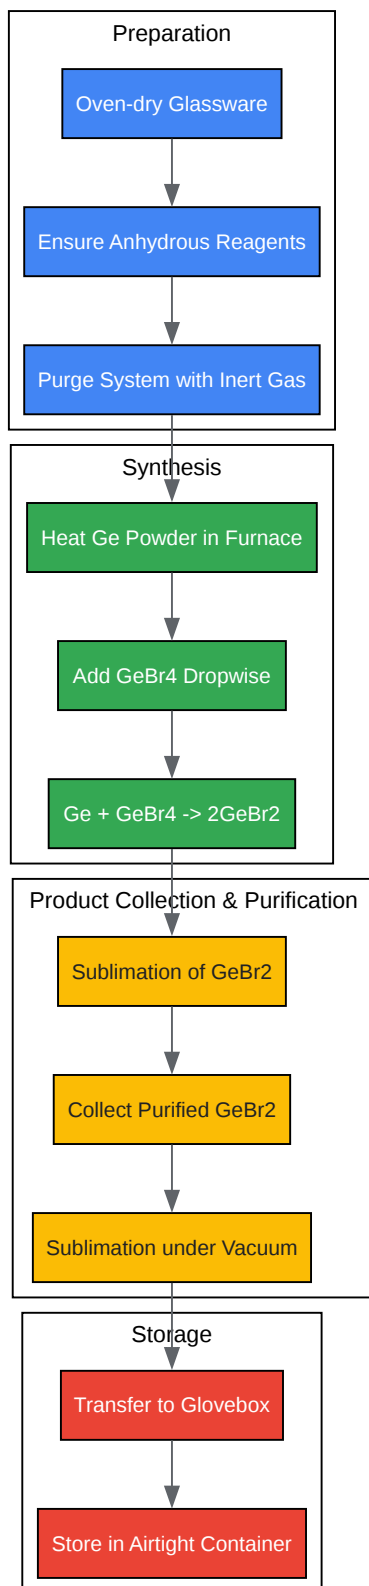 Preparation
Oven-dry Glassware
Ensure Anhydrous Reagents
Purge System with Inert Gas
Synthesis
Heat Ge Powder in Furnace
Add GeBr4 Dropwise
Ge + GeBr4 -> 2GeBr2
Product Collection & Purification
Sublimation of GeBr2
Collect Purified GeBr2
Sublimation under Vacuum
Storage
Transfer to Glovebox
Store in Airtight Container